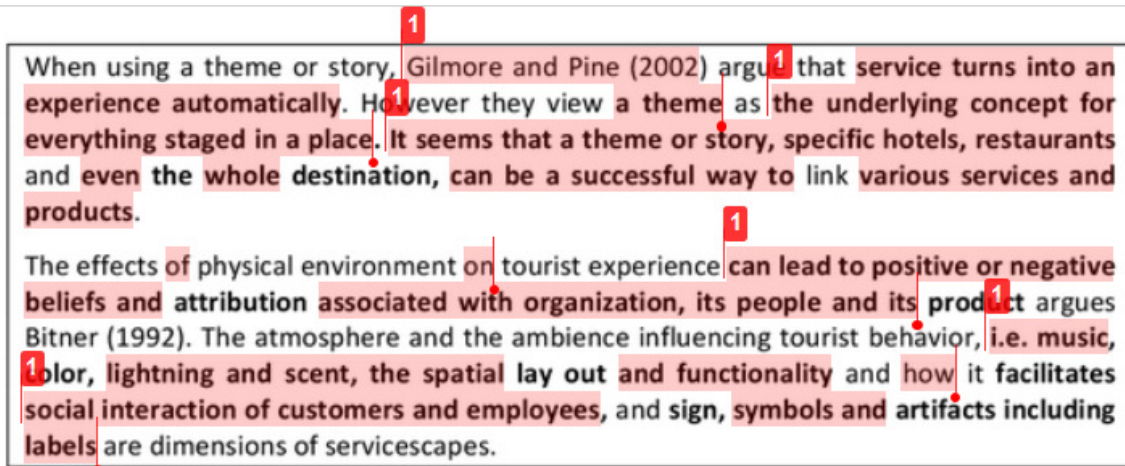 1
When using a theme or story, Gilmore and Pine (2002) argue that service turns into an
1
experience automatically. However they view a theme as the underlying concept for
1
everything staged in a place. It seems that a theme or story, specific hotels, restaurants
and even the whole destination, can be a successful way to link various services and
products.
1
The effects of physical environment on tourist experience can lead to positive or negative
beliefs and attribution associated with organization, its people and its product argues
1
Bitner (1992). The atmosphere and the ambience influencing tourist behavior, i.e. music,
1
color, lightning and scent, the spatial lay out and functionality and how it facilitates
social interaction of customers and employees, and sign, symbols and artifacts including
labels are dimensions of servicescapes.